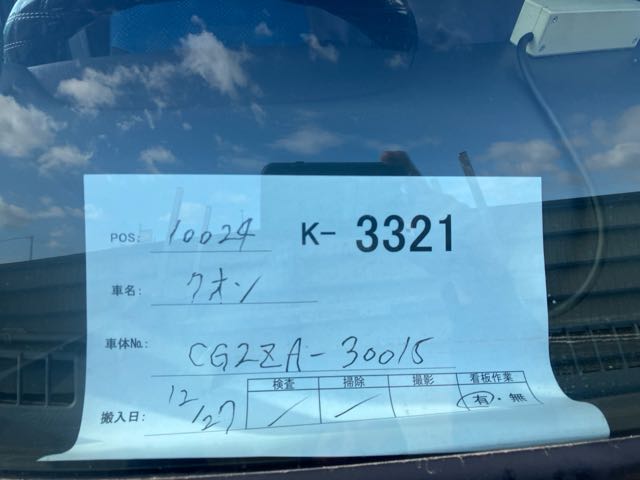 POS: 10024 K- 3321
車名: クオン
車体No.: CG2ZA-30015
検査 掃除 撮影 看板作業
搬入日: 12/27 / / 有・無